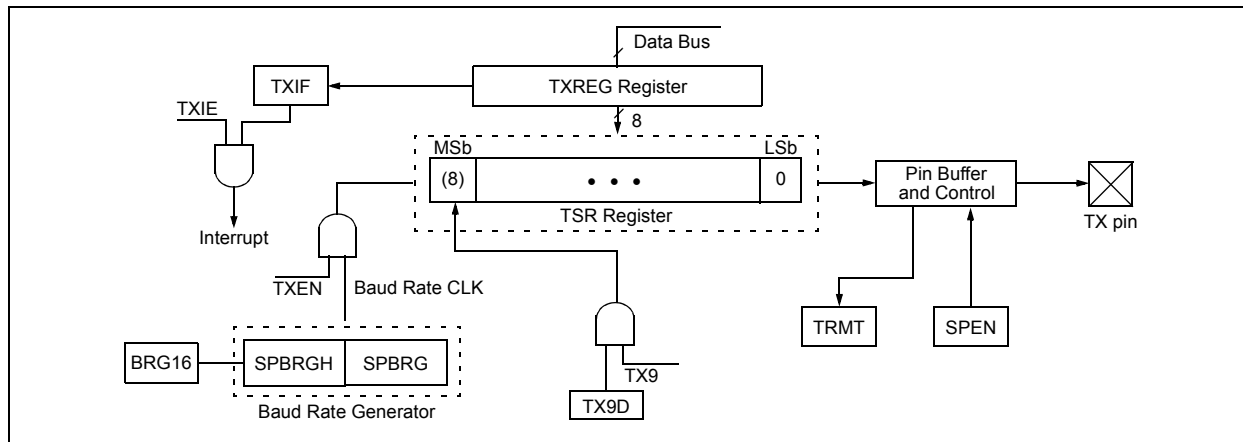 Data Bus
TXIF
TXREG Register
TXIE
8
MSb
LSb
(8)
• • •
0
Pin Buffer
and Control
TSR Register
TX pin
Interrupt
TXEN
Baud Rate CLK
TRMT
SPEN
BRG16
SPBRGH
SPBRG
TX9
Baud Rate Generator
TX9D